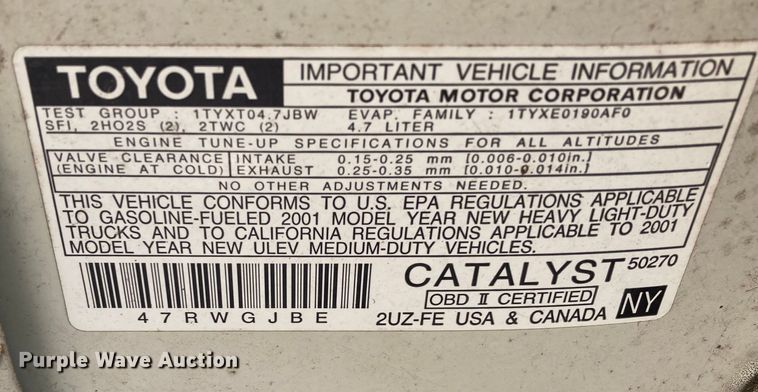 TOYOTA
IMPORTANT VEHICLE INFORMATION
TOYOTA MOTOR CORPORATION
TEST GROUP : 1TYXT04.7JBW EVAP. FAMILY : 1TYXE0190AF0
SFI, 2HO2S (2), 2TWC (2) 4.7 LITER
ENGINE TUNE-UP SPECIFICATIONS FOR ALL ALTITUDES
VALVE CLEARANCE INTAKE 0.15-0.25 mm [0.006-0.010in.]
(ENGINE AT COLD) EXHAUST 0.25-0.35 mm [0.010-0.014in.]
NO OTHER ADJUSTMENTS NEEDED.
THIS VEHICLE CONFORMS TO U.S. EPA REGULATIONS APPLICABLE
TO GASOLINE-FUELED 2001 MODEL YEAR NEW HEAVY LIGHT-DUTY
TRUCKS AND TO CALIFORNIA REGULATIONS APPLICABLE TO 2001
MODEL YEAR NEW ULEV MEDIUM-DUTY VEHICLES.
CATALYST 50270
OBD II CERTIFIED NY
47RWGJBE 2UZ-FE USA & CANADA
Purple Wave Auction